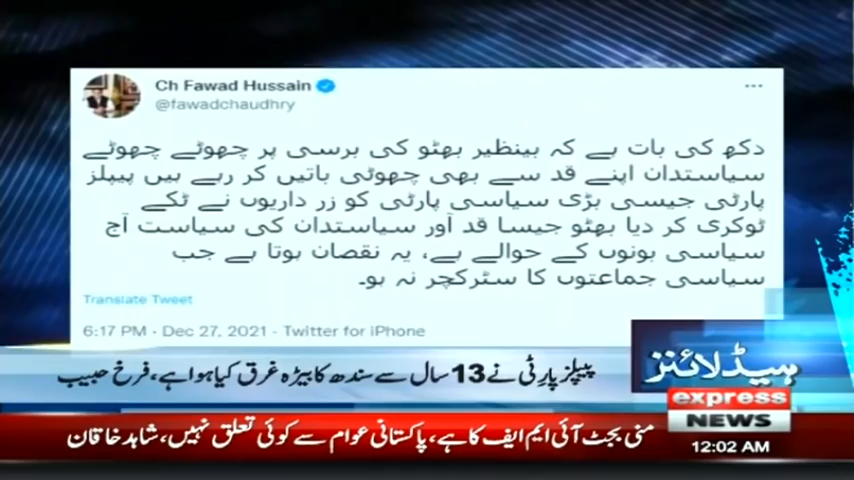 Ch Fawad Hussain
@fawadchaudhry
دکھ کی بات ہے کہ بینظیر بھٹو کی برسی پر چھوٹے چھوٹے
سیاستدان اپنے قد سے بھی چھوٹی باتیں کر رہے ہیں پیپلز
پارٹی جیسی بڑی سیاسی پارٹی کو زر داریوں نے ٹکے
ٹوکری کر دیا بھٹو جیسا قد آور سیاستدان کی سیاست آج
سیاسی بونوں کے حوالے ہے، یہ نقصان ہوتا ہے جب
سیاسی جماعتوں کا سٹرکچر نہ ہو۔
Translate Tweet
6:17 PM · Dec 27, 2021 · Twitter for iPhone
ہیڈلائنز
پیپلزپارٹی نے 13 سال سے سندھ کا بیڑہ غرق کیا ہوا ہے، فرخ حبیب
express
NEWS
منی بجٹ آئی ایم ایف کا ہے، پاکستانی عوام سے کوئی تعلق نہیں، شاہد خاقان
12:02 AM